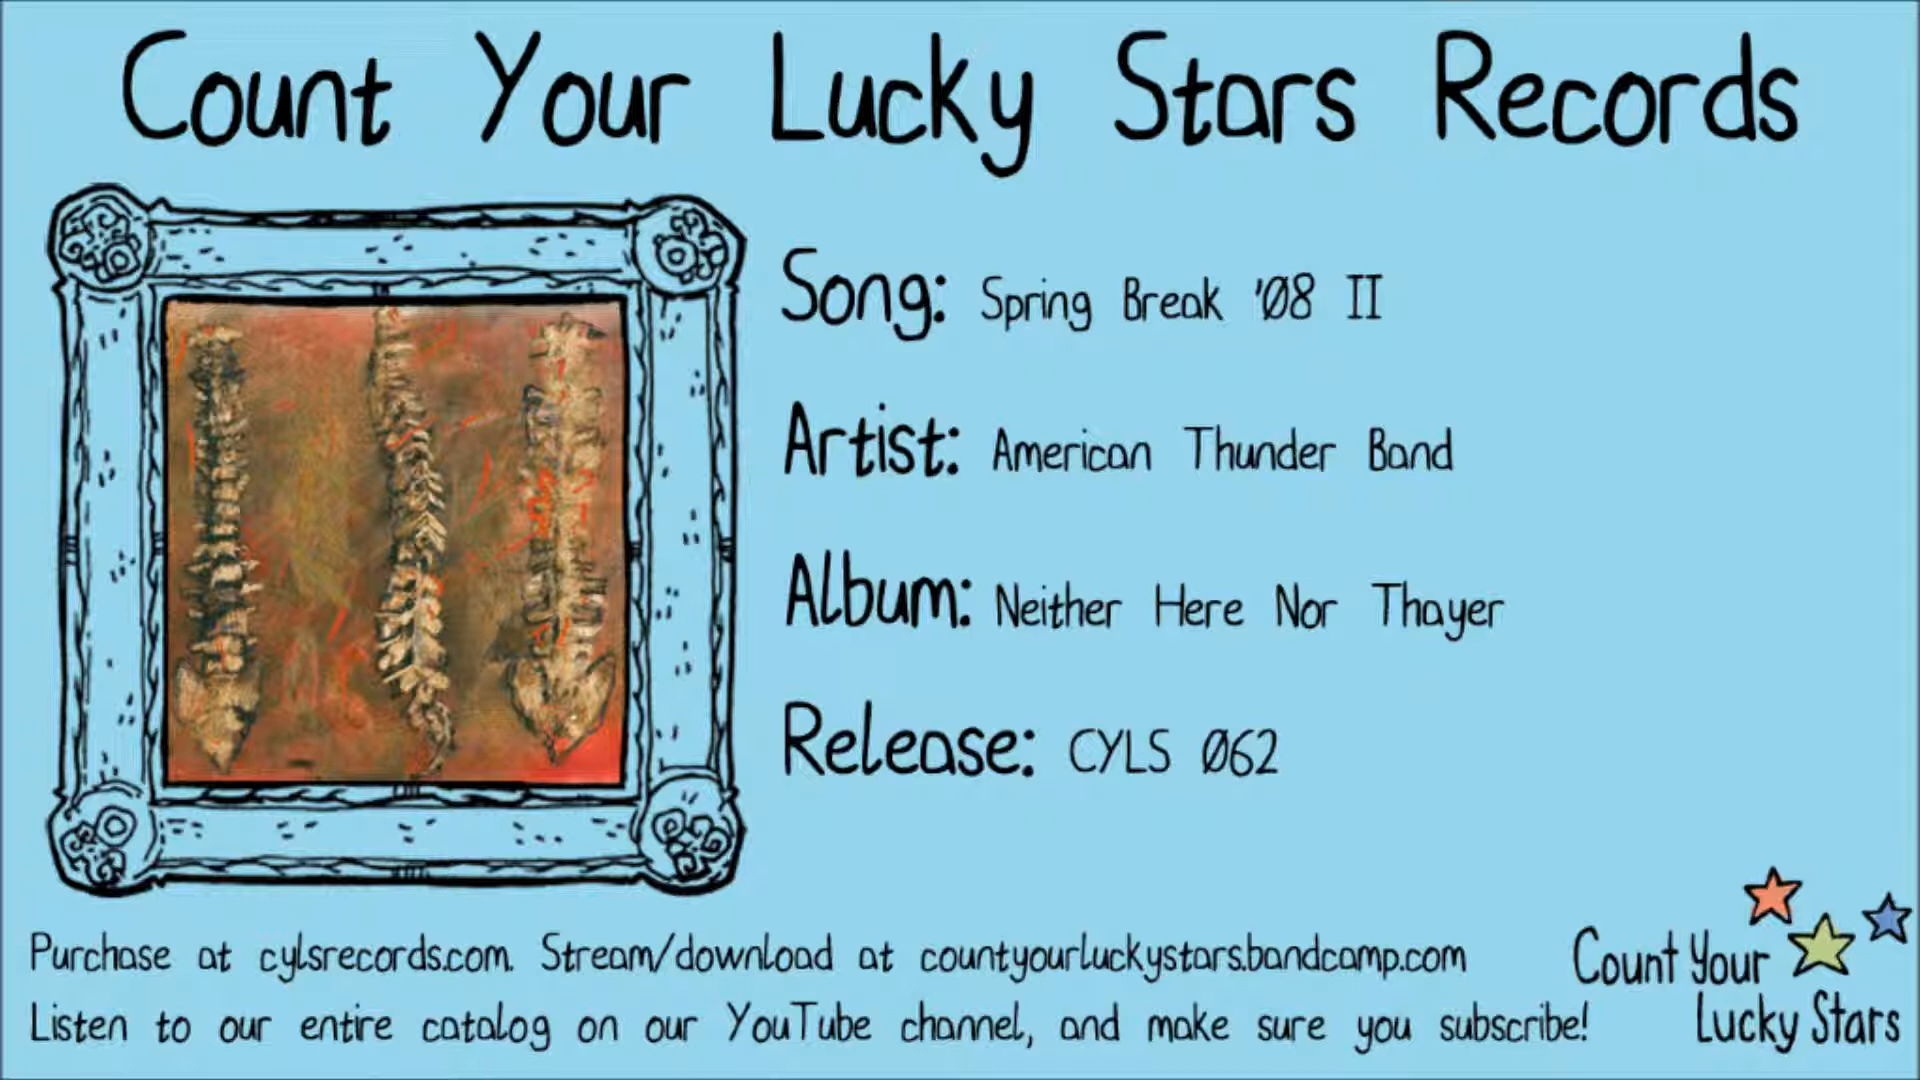 Count Your Lucky Stars Records
Song: Spring Break '08 II
Artist: American Thunder Band
Album: Neither Here Nor Thayer
Release: CYLS 062
Purchase at cylsrecords.com. Stream/download at countyourluckystars.bandcamp.com
Listen to our entire catalog on our YouTube channel, and make sure you subscribe!
Count Your
Lucky Stars